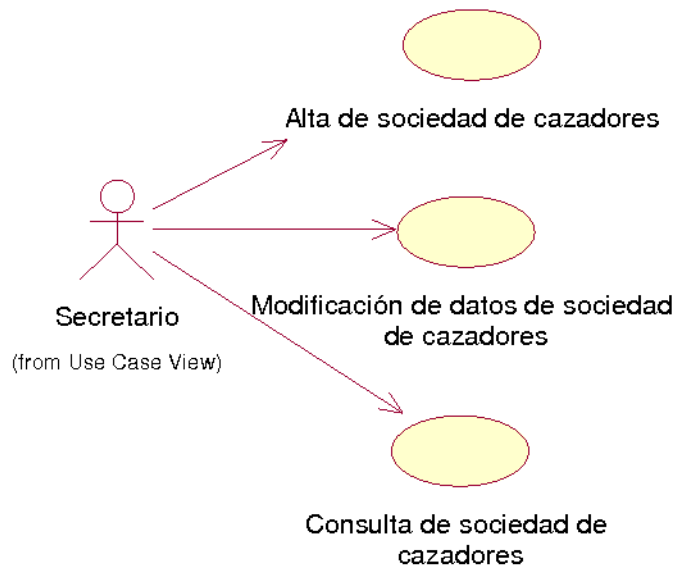 Alta de sociedad de cazadores
Secretario
(from Use Case View)
Modificación de datos de sociedad
de cazadores
Consulta de sociedad de
cazadores